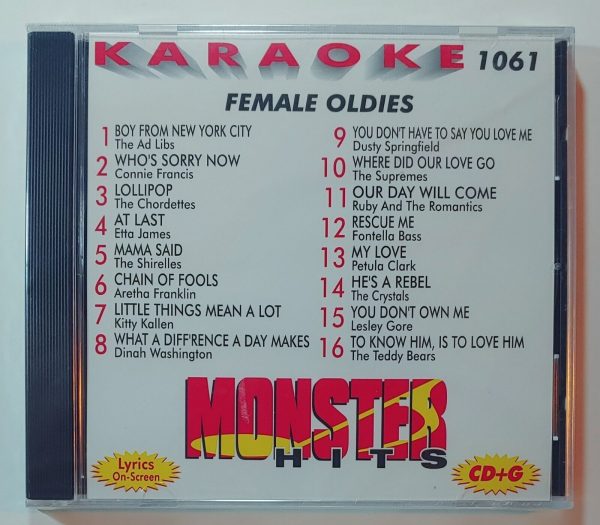 KARAOKE 1061
FEMALE OLDIES
1 BOY FROM NEW YORK CITY
The Ad Libs
2 WHO'S SORRY NOW
Connie Francis
3 LOLLIPOP
The Chordettes
4 AT LAST
Etta James
5 MAMA SAID
The Shirelles
6 CHAIN OF FOOLS
Aretha Franklin
7 LITTLE THINGS MEAN A LOT
Kitty Kallen
8 WHAT A DIFF'RENCE A DAY MAKES
Dinah Washington
9 YOU DON'T HAVE TO SAY YOU LOVE ME
Dusty Springfield
10 WHERE DID OUR LOVE GO
The Supremes
11 OUR DAY WILL COME
Ruby And The Romantics
12 RESCUE ME
Fontella Bass
13 MY LOVE
Petula Clark
14 HE'S A REBEL
The Crystals
15 YOU DON'T OWN ME
Lesley Gore
16 TO KNOW HIM, IS TO LOVE HIM
The Teddy Bears
MONSTER
HITS
Lyrics
On-Screen
CD+G